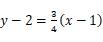 y − 2 = 3/4 (x − 1)